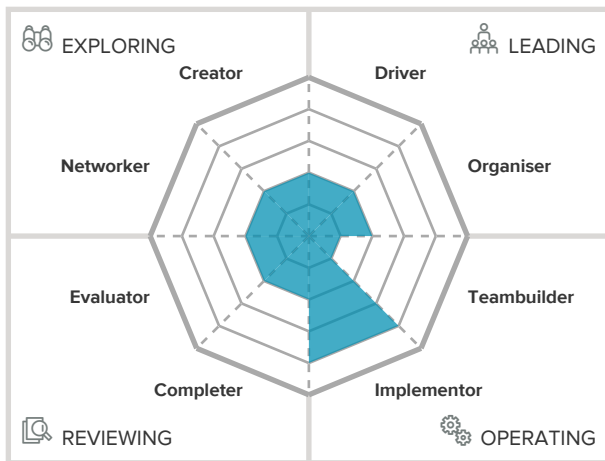 EXPLORING
LEADING
Creator
Driver
Networker
Organiser
Evaluator
Teambuilder
Completer
Implementor
REVIEWING
OPERATING